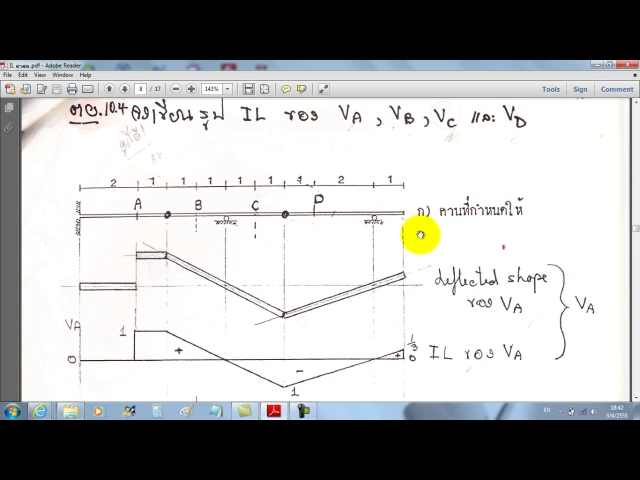 IL คาน.pdf - Adobe Reader
File Edit View Window Help
8 / 17 143% Tools Sign Comment
ตย.10.4 จงเขียนรูป IL ของ VA , VB , VC และ VD
2 1 1 1 1 1 1 1 2 1
A B C D
ก) คานที่กำหนดให้
deflected shape
ของ VA
VA
VA
1
0
+
-
1
+
1/3
0
IL ของ VA
EN
18:42
3/4/2555